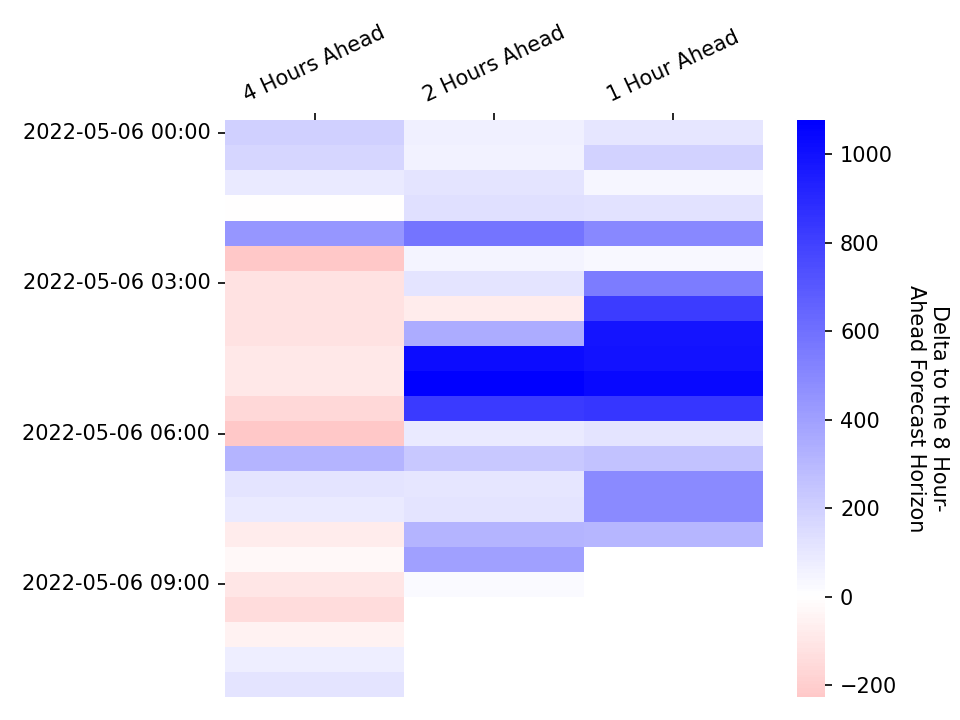 4 Hours Ahead
2 Hours Ahead
1 Hour Ahead
2022-05-06 00:00
2022-05-06 03:00
2022-05-06 06:00
2022-05-06 09:00
1000
800
600
400
200
0
−200
Delta to the 8 Hour-
Ahead Forecast Horizon